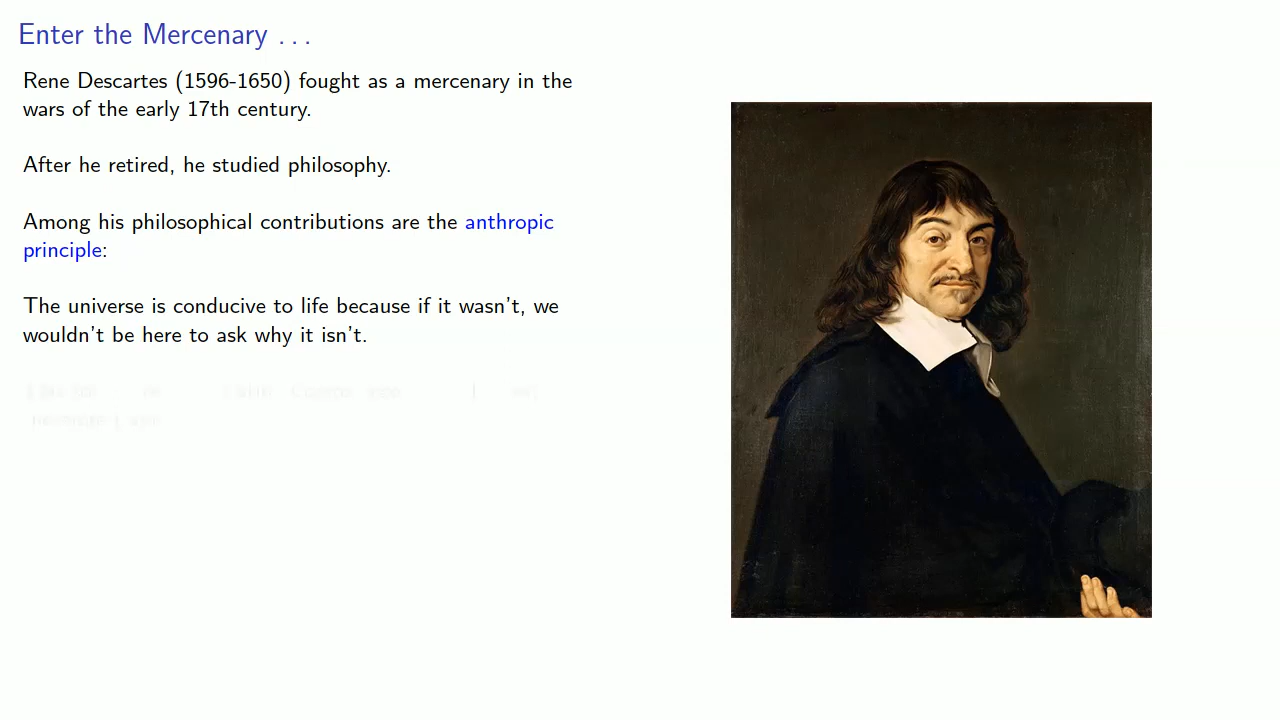 Enter the Mercenary . . .
Rene Descartes (1596-1650) fought as a mercenary in the
wars of the early 17th century.
After he retired, he studied philosophy.
Among his philosophical contributions are the anthropic
principle:
The universe is conducive to life because if it wasn't, we
wouldn't be here to ask why it isn't.